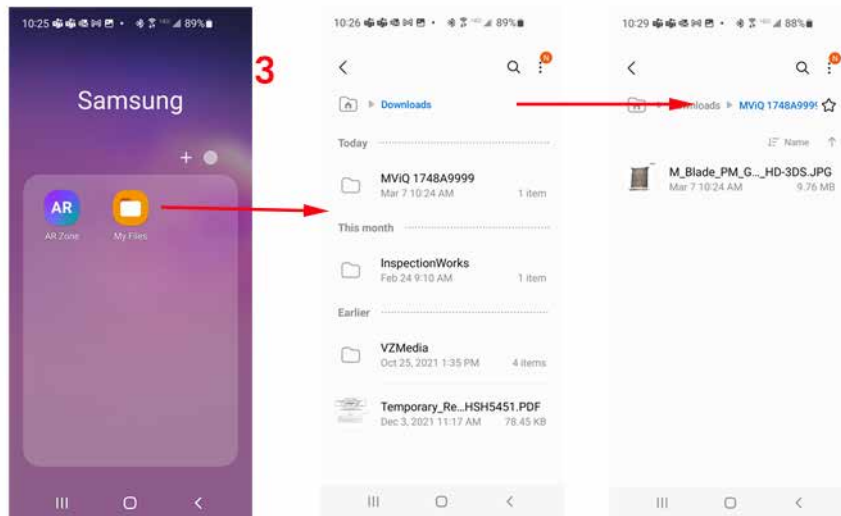 10:25
89%
3
Samsung
AR
AR Zone
My Files
10:26
89%
N
Downloads
Today
MViQ 1748A9999
Mar 7 10:24 AM
1 item
This month
InspectionWorks
Feb 24 9:10 AM
1 item
Earlier
VZMedia
Oct 25, 2021 1:35 PM
4 items
Temporary_Re...HSH5451.PDF
Dec 3, 2021 11:17 AM
78.45 KB
10:29
88%
N
MViQ 1748A9999
Name
M_Blade_PM_G..._HD-3DS.JPG
Mar 7 10:24 AM
9.76 MB